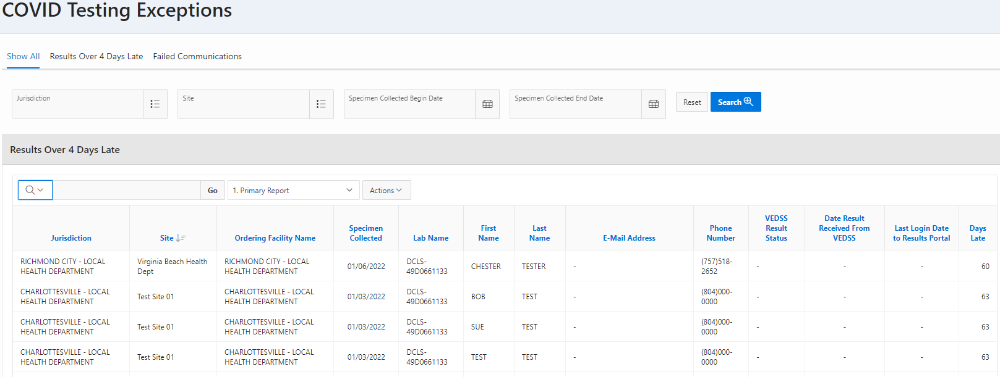 COVID Testing Exceptions
Show All Results Over 4 Days Late Failed Communications
Jurisdiction Site Specimen Collected Begin Date Specimen Collected End Date Reset Search
Results Over 4 Days Late
Go 1. Primary Report Actions
Jurisdiction Site Ordering Facility Name Specimen Collected Lab Name First Name Last Name E-Mail Address Phone Number VEDSS Result Status Date Result Received From VEDSS Last Login Date to Results Portal Days Late
RICHMOND CITY - LOCAL HEALTH DEPARTMENT Virginia Beach Health Dept RICHMOND CITY - LOCAL HEALTH DEPARTMENT 01/06/2022 DCLS-49D0661133 CHESTER TESTER - (757)518-2652 - - - 60
CHARLOTTESVILLE - LOCAL HEALTH DEPARTMENT Test Site 01 CHARLOTTESVILLE - LOCAL HEALTH DEPARTMENT 01/03/2022 DCLS-49D0661133 BOB TEST - (804)000-0000 - - - 63
CHARLOTTESVILLE - LOCAL HEALTH DEPARTMENT Test Site 01 CHARLOTTESVILLE - LOCAL HEALTH DEPARTMENT 01/03/2022 DCLS-49D0661133 SUE TEST - (804)000-0000 - - - 63
CHARLOTTESVILLE - LOCAL HEALTH DEPARTMENT Test Site 01 CHARLOTTESVILLE - LOCAL HEALTH DEPARTMENT 01/03/2022 DCLS-49D0661133 TEST TEST - (804)000-0000 - - - 63